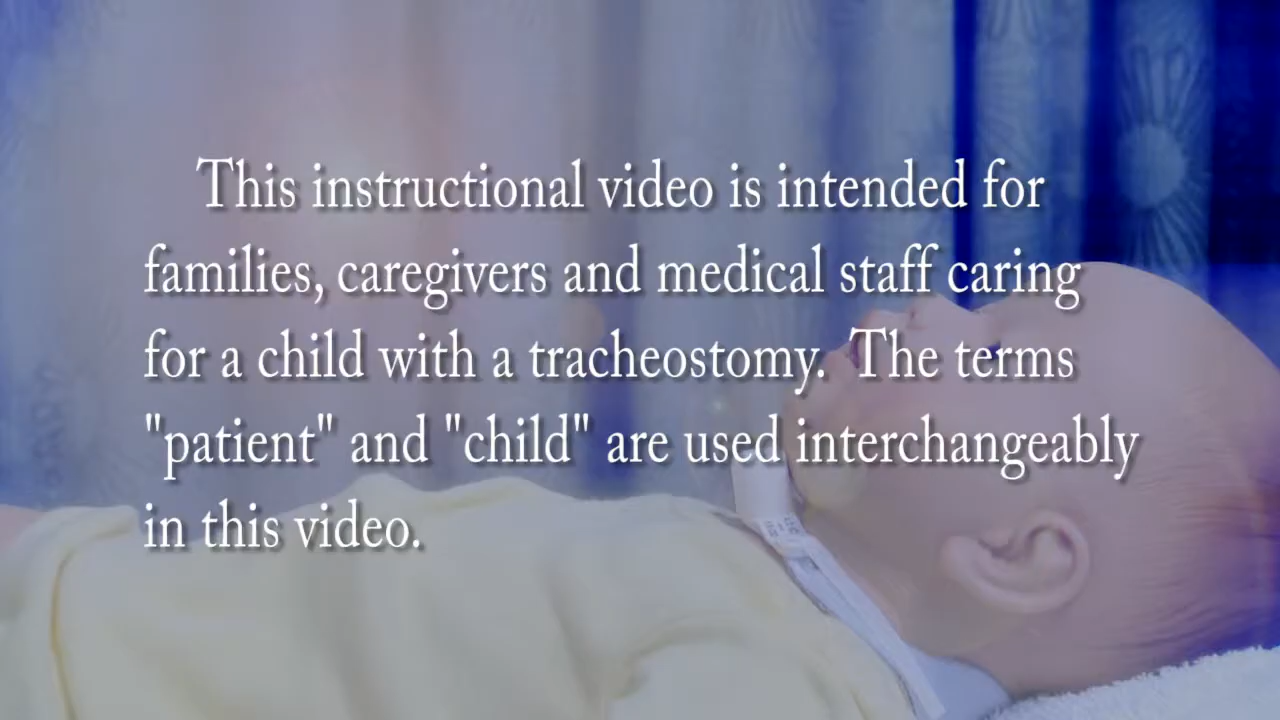 This instructional video is intended for
families, caregivers and medical staff caring
for a child with a tracheostomy. The terms
"patient" and "child" are used interchangeably
in this video.